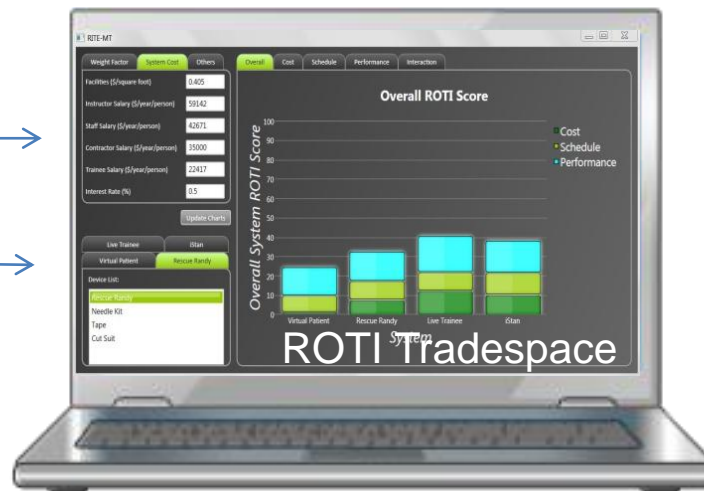 RITE-MT
Weight Factor System Cost Others
Facilities ($/square foot) 0.405
Instructor Salary ($/year/person) 59142
Staff Salary ($/year/person) 42671
Contractor Salary ($/year/person) 35000
Trainee Salary ($/year/person) 22417
Interest Rate (%) 0.5
Update Charts
Live Trainee iStan
Virtual Patient Rescue Randy
Device List:
Rescue Randy
Needle Kit
Tape
Cut Suit
Overall Cost Schedule Performance Interaction
Overall ROTI Score
Overall System ROTI Score
100
90
80
70
60
50
40
30
20
10
0
Virtual Patient Rescue Randy Live Trainee iStan
System
Cost
Schedule
Performance
ROTI Tradespace